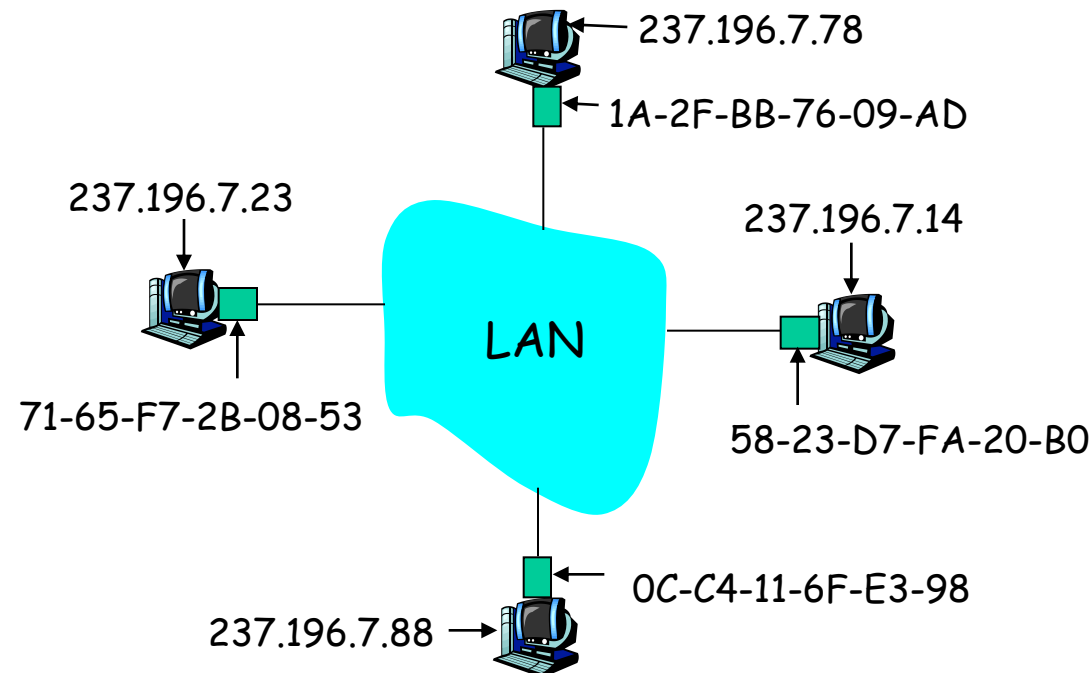 237.196.7.78
1A-2F-BB-76-09-AD
237.196.7.23
237.196.7.14
LAN
71-65-F7-2B-08-53
58-23-D7-FA-20-B0
0C-C4-11-6F-E3-98
237.196.7.88